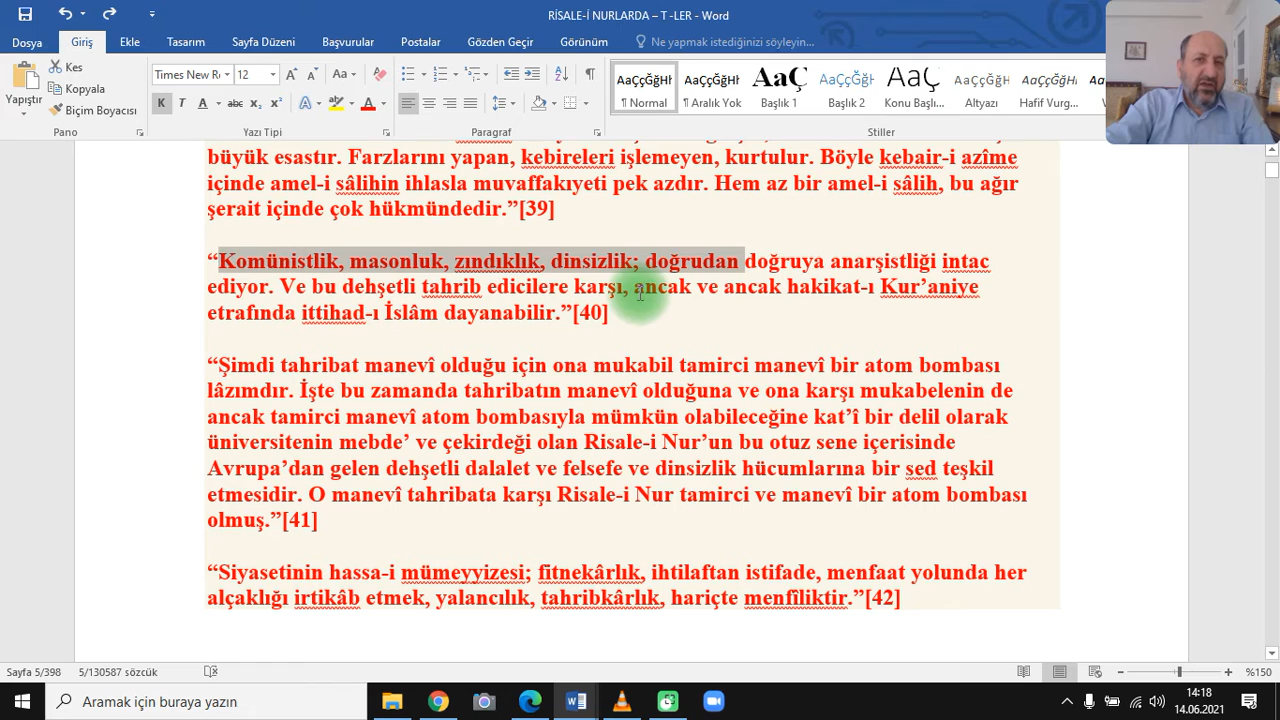 RİSALE-İ NURLARDA – T -LER - Word
Dosya Giriş Ekle Tasarım Sayfa Düzeni Başvurular Postalar Gözden Geçir Görünüm Ne yapmak istediğinizi söyleyin...
Yapıştır
Kes
Kopyala
Biçim Boyacısı
Times New Ro 12
K T A abc x₂ x² A
AaÇçĞğHł AaÇçĞğHł AaÇ AaÇçĞğHł AaÇ AaÇçĞğHł AaÇçĞğHł
¶ Normal ¶ Aralık Yok Başlık 1 Başlık 2 Konu Başlı... Altyazı Hafif Vurg...
Pano Yazı Tipi Paragraf Stiller
büyük esastır. Farzlarını yapan, kebireleri işlemeyen, kurtulur. Böyle kebair-i azîme
içinde amel-i sâlihin ihlasla muvaffakıyeti pek azdır. Hem az bir amel-i sâlih, bu ağır
şerait içinde çok hükmündedir.”[39]
“Komünistlik, masonluk, zındıklık, dinsizlik; doğrudan doğruya anarşistliği intac
ediyor. Ve bu dehşetli tahrib edicilere karşı, ancak ve ancak hakikat-ı Kur’aniye
etrafında ittihad-ı İslâm dayanabilir.”[40]
“Şimdi tahribat manevî olduğu için ona mukabil tamirci manevî bir atom bombası
lâzımdır. İşte bu zamanda tahribatın manevî olduğuna ve ona karşı mukabelenin de
ancak tamirci manevî atom bombasıyla mümkün olabileceğine kat’î bir delil olarak
üniversitenin mebde’ ve çekirdeği olan Risale-i Nur’un bu otuz sene içerisinde
Avrupa’dan gelen dehşetli dalalet ve felsefe ve dinsizlik hücumlarına bir sed teşkil
etmesidir. O manevî tahribata karşı Risale-i Nur tamirci ve manevî bir atom bombası
olmuş.”[41]
“Siyasetinin hassa-i mümeyyizesi; fitnekârlık, ihtilaftan istifade, menfaat yolunda her
alçaklığı irtikâb etmek, yalancılık, tahribkârlık, hariçte menfîliktir.”[42]
Sayfa 5/398 5/130587 sözcük %150
Aramak için buraya yazın
14:18
14.06.2021